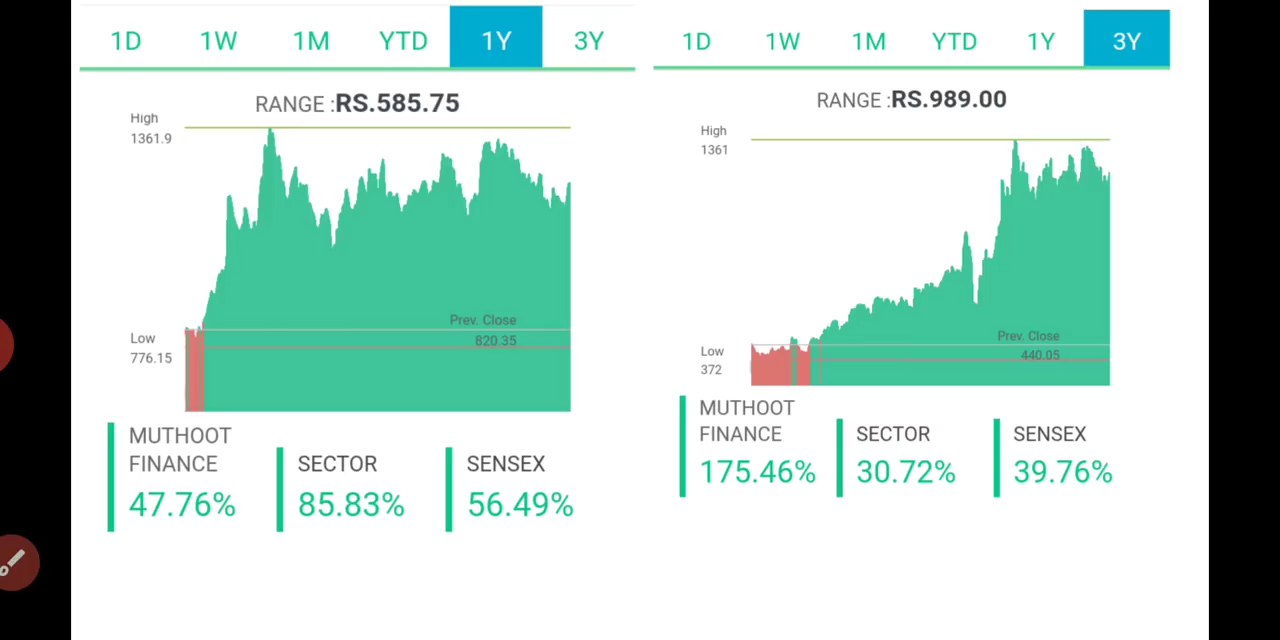 1D 1W 1M YTD 1Y 3Y
RANGE :RS.585.75
High
1361.9
Prev. Close
820.35
Low
776.15
MUTHOOT
FINANCE
47.76%
SECTOR
85.83%
SENSEX
56.49%
1D 1W 1M YTD 1Y 3Y
RANGE :RS.989.00
High
1361
Prev. Close
440.05
Low
372
MUTHOOT
FINANCE
175.46%
SECTOR
30.72%
SENSEX
39.76%